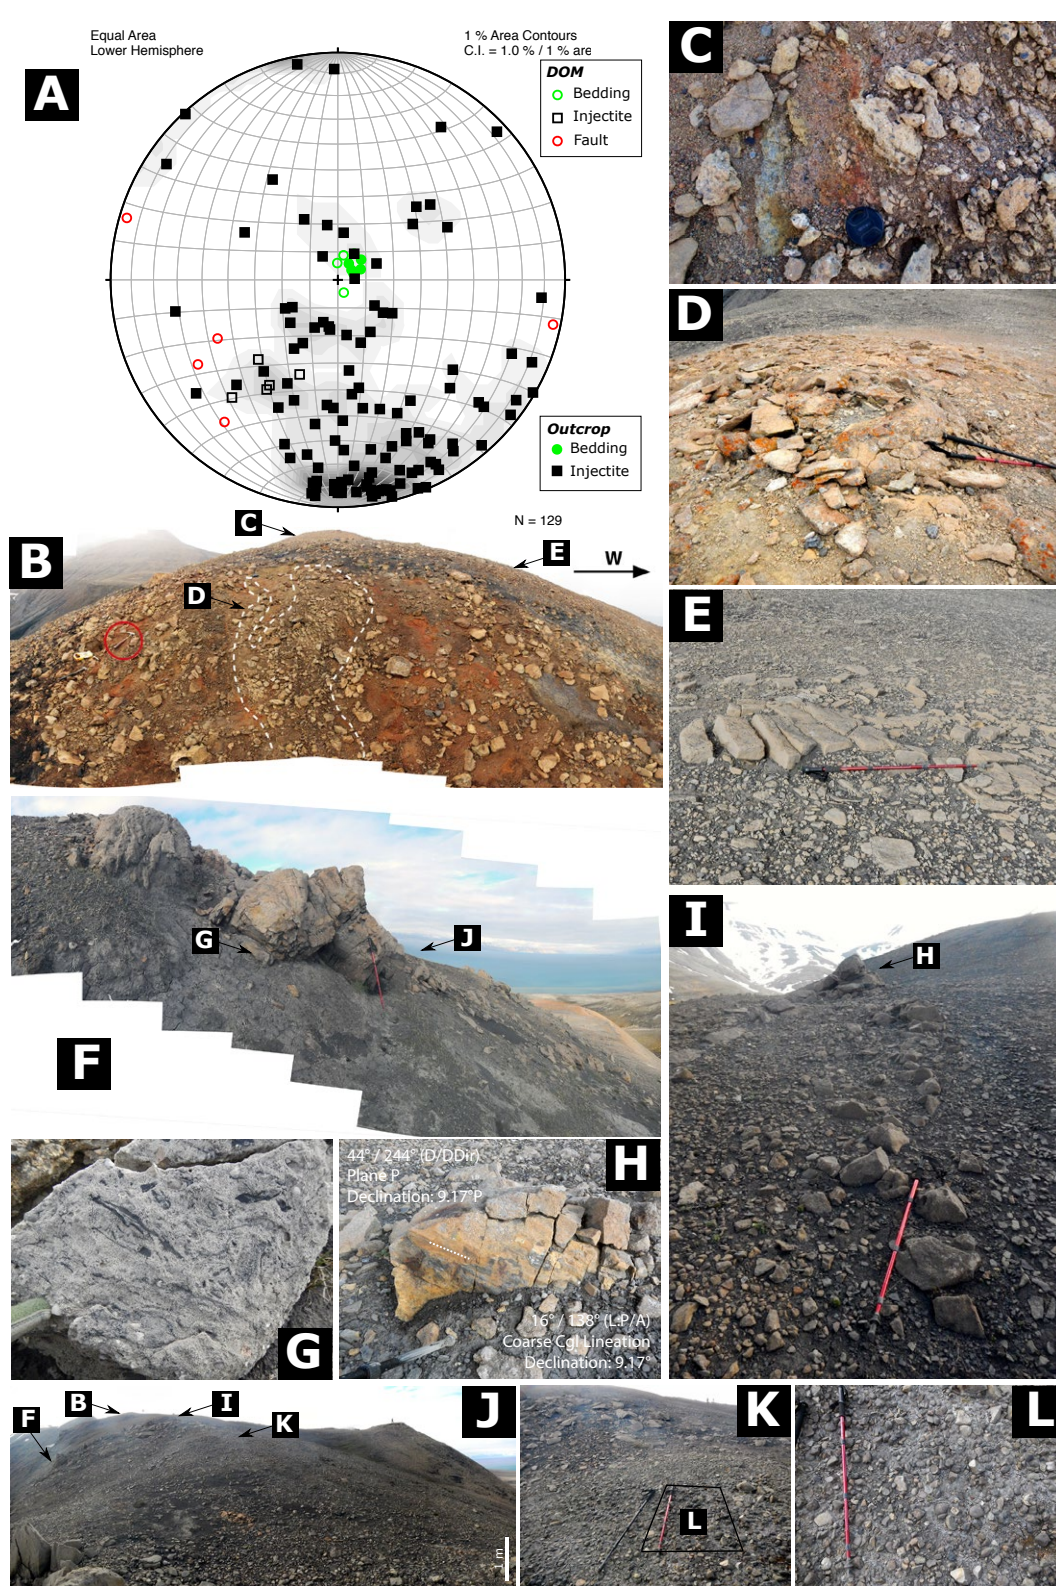 Equal Area
Lower Hemisphere
1 % Area Contours
C.I. = 1.0 % / 1 % are
A
DOM
Bedding
Injectite
Fault
Outcrop
Bedding
Injectite
N = 129
C
D
E
B
C
D
E
W
F
G
J
I
H
G
H
44° / 244° (D/DDir)
Plane P
Declination: 9.17°P
16° / 138° (L:P/A)
Coarse Cgl Lineation
Declination: 9.17°
J
F
B
I
K
1 m
K
L
L